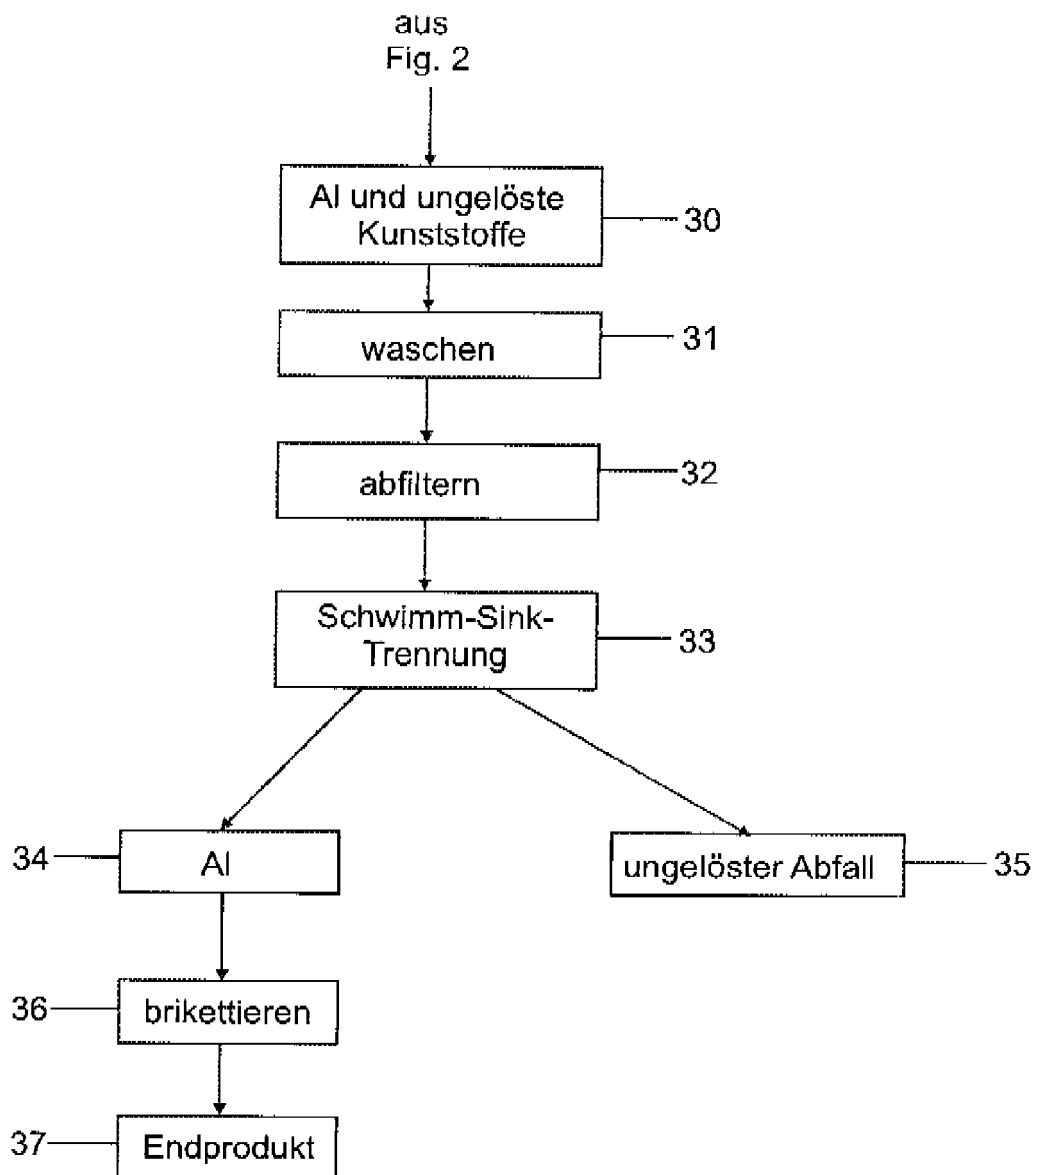 aus
Fig. 2
Al und ungelöste
Kunststoffe
30
waschen
31
abfiltern
32
Schwimm-Sink-
Trennung
33
34
Al
ungelöster Abfall
35
36
brikettieren
37
Endprodukt